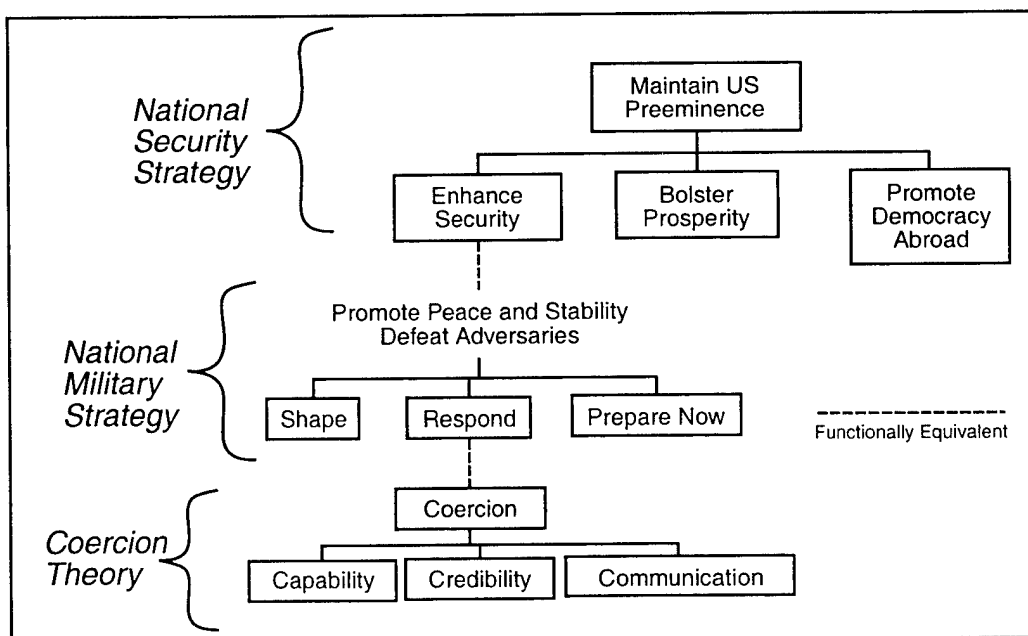 National
Security
Strategy
Maintain US
Preeminence
Enhance
Security
Bolster
Prosperity
Promote
Democracy
Abroad
National
Military
Strategy
Promote Peace and Stability
Defeat Adversaries
Shape
Respond
Prepare Now
Functionally Equivalent
Coercion
Theory
Coercion
Capability
Credibility
Communication